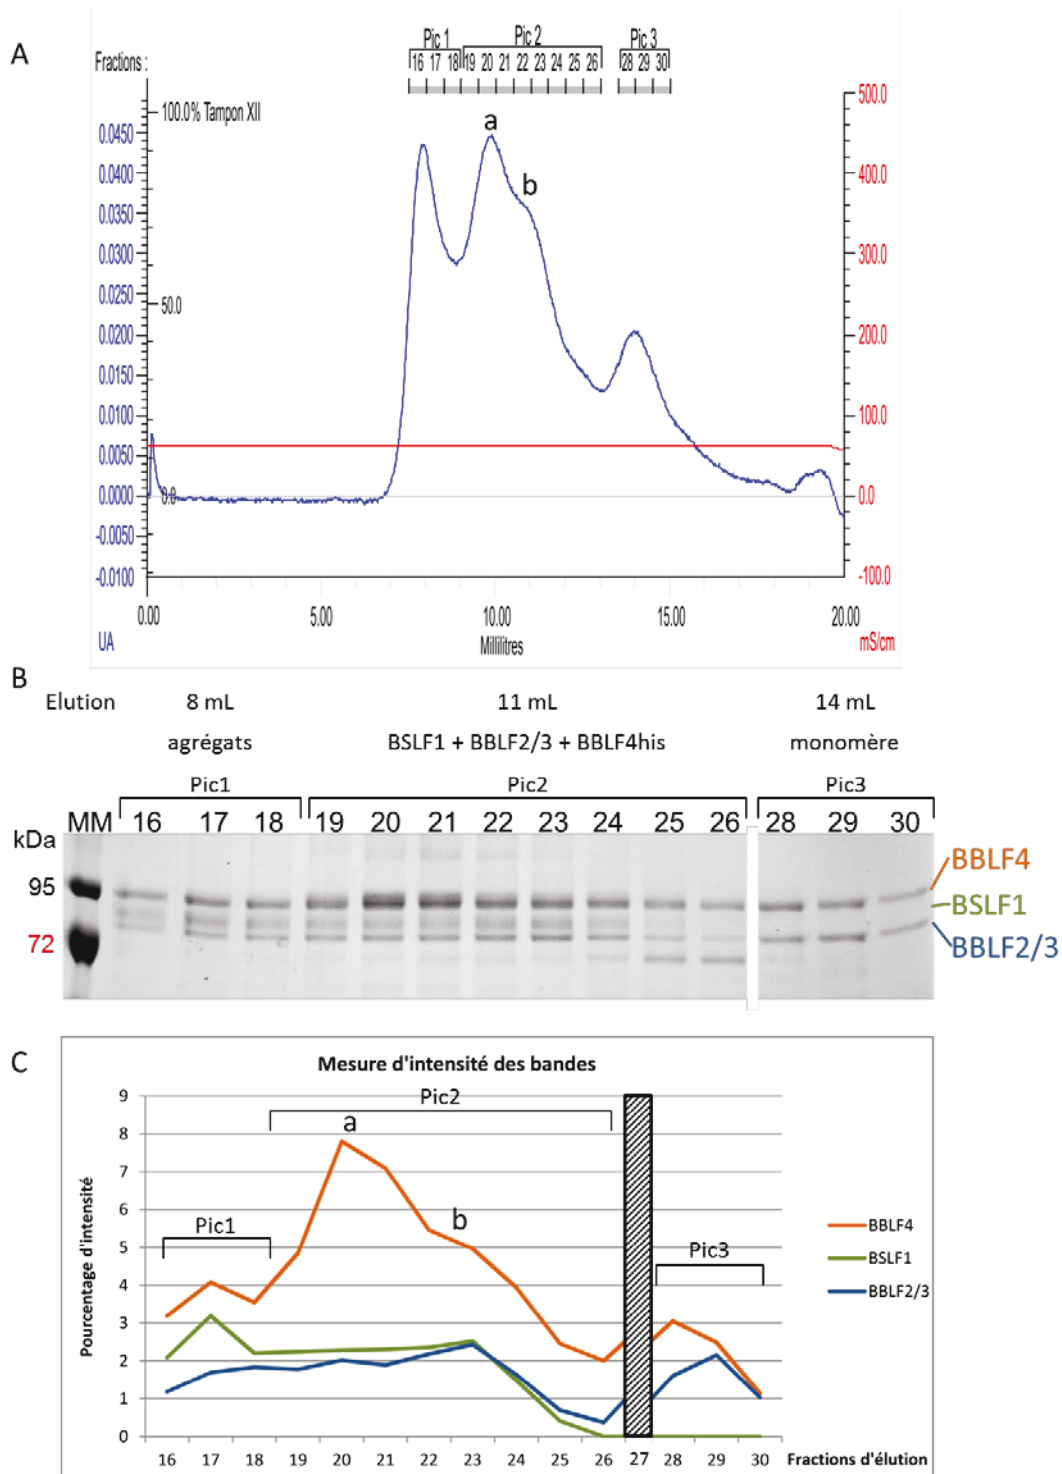 A
Pic 1 Pic 2 Pic 3
Fractions : 16 17 18 19 20 21 22 23 24 25 26 28 29 30
100.0% Tampon XII
50.0
0.0
0.0450
0.0400
0.0350
0.0300
0.0250
0.0200
0.0150
0.0100
0.0050
0.0000
-0.0050
-0.0100
a
b
500.0
400.0
300.0
200.0
100.0
0.0
-100.0
0.00 5.00 10.00 15.00 20.00
UA Millilitres mS/cm
B
Elution 8 mL 11 mL 14 mL
agrégats BSLF1 + BBLF2/3 + BBLF4his monomère
Pic1 Pic2 Pic3
MM 16 17 18 19 20 21 22 23 24 25 26 28 29 30
kDa
95
72
BBLF4
BSLF1
BBLF2/3
C
Mesure d'intensité des bandes
Pourcentage d'intensité
9
8
7
6
5
4
3
2
1
0
Pic1
Pic2
a
b
Pic3
BBLF4
BSLF1
BBLF2/3
16 17 18 19 20 21 22 23 24 25 26 27 28 29 30 Fractions d'élution